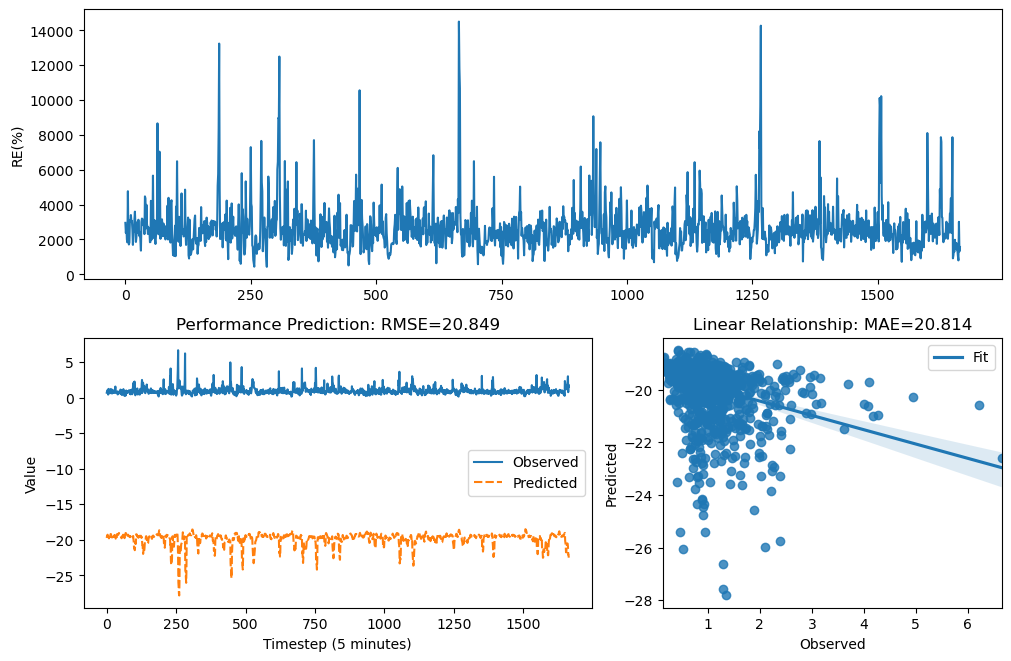 14000
12000
10000
8000
6000
4000
2000
0
RE(%)
0 250 500 750 1000 1250 1500
Performance Prediction: RMSE=20.849
5
0
−5
−10
−15
−20
−25
Value
Observed
Predicted
0 250 500 750 1000 1250 1500
Timestep (5 minutes)
Linear Relationship: MAE=20.814
Fit
−20
−22
−24
−26
−28
Predicted
1 2 3 4 5 6
Observed